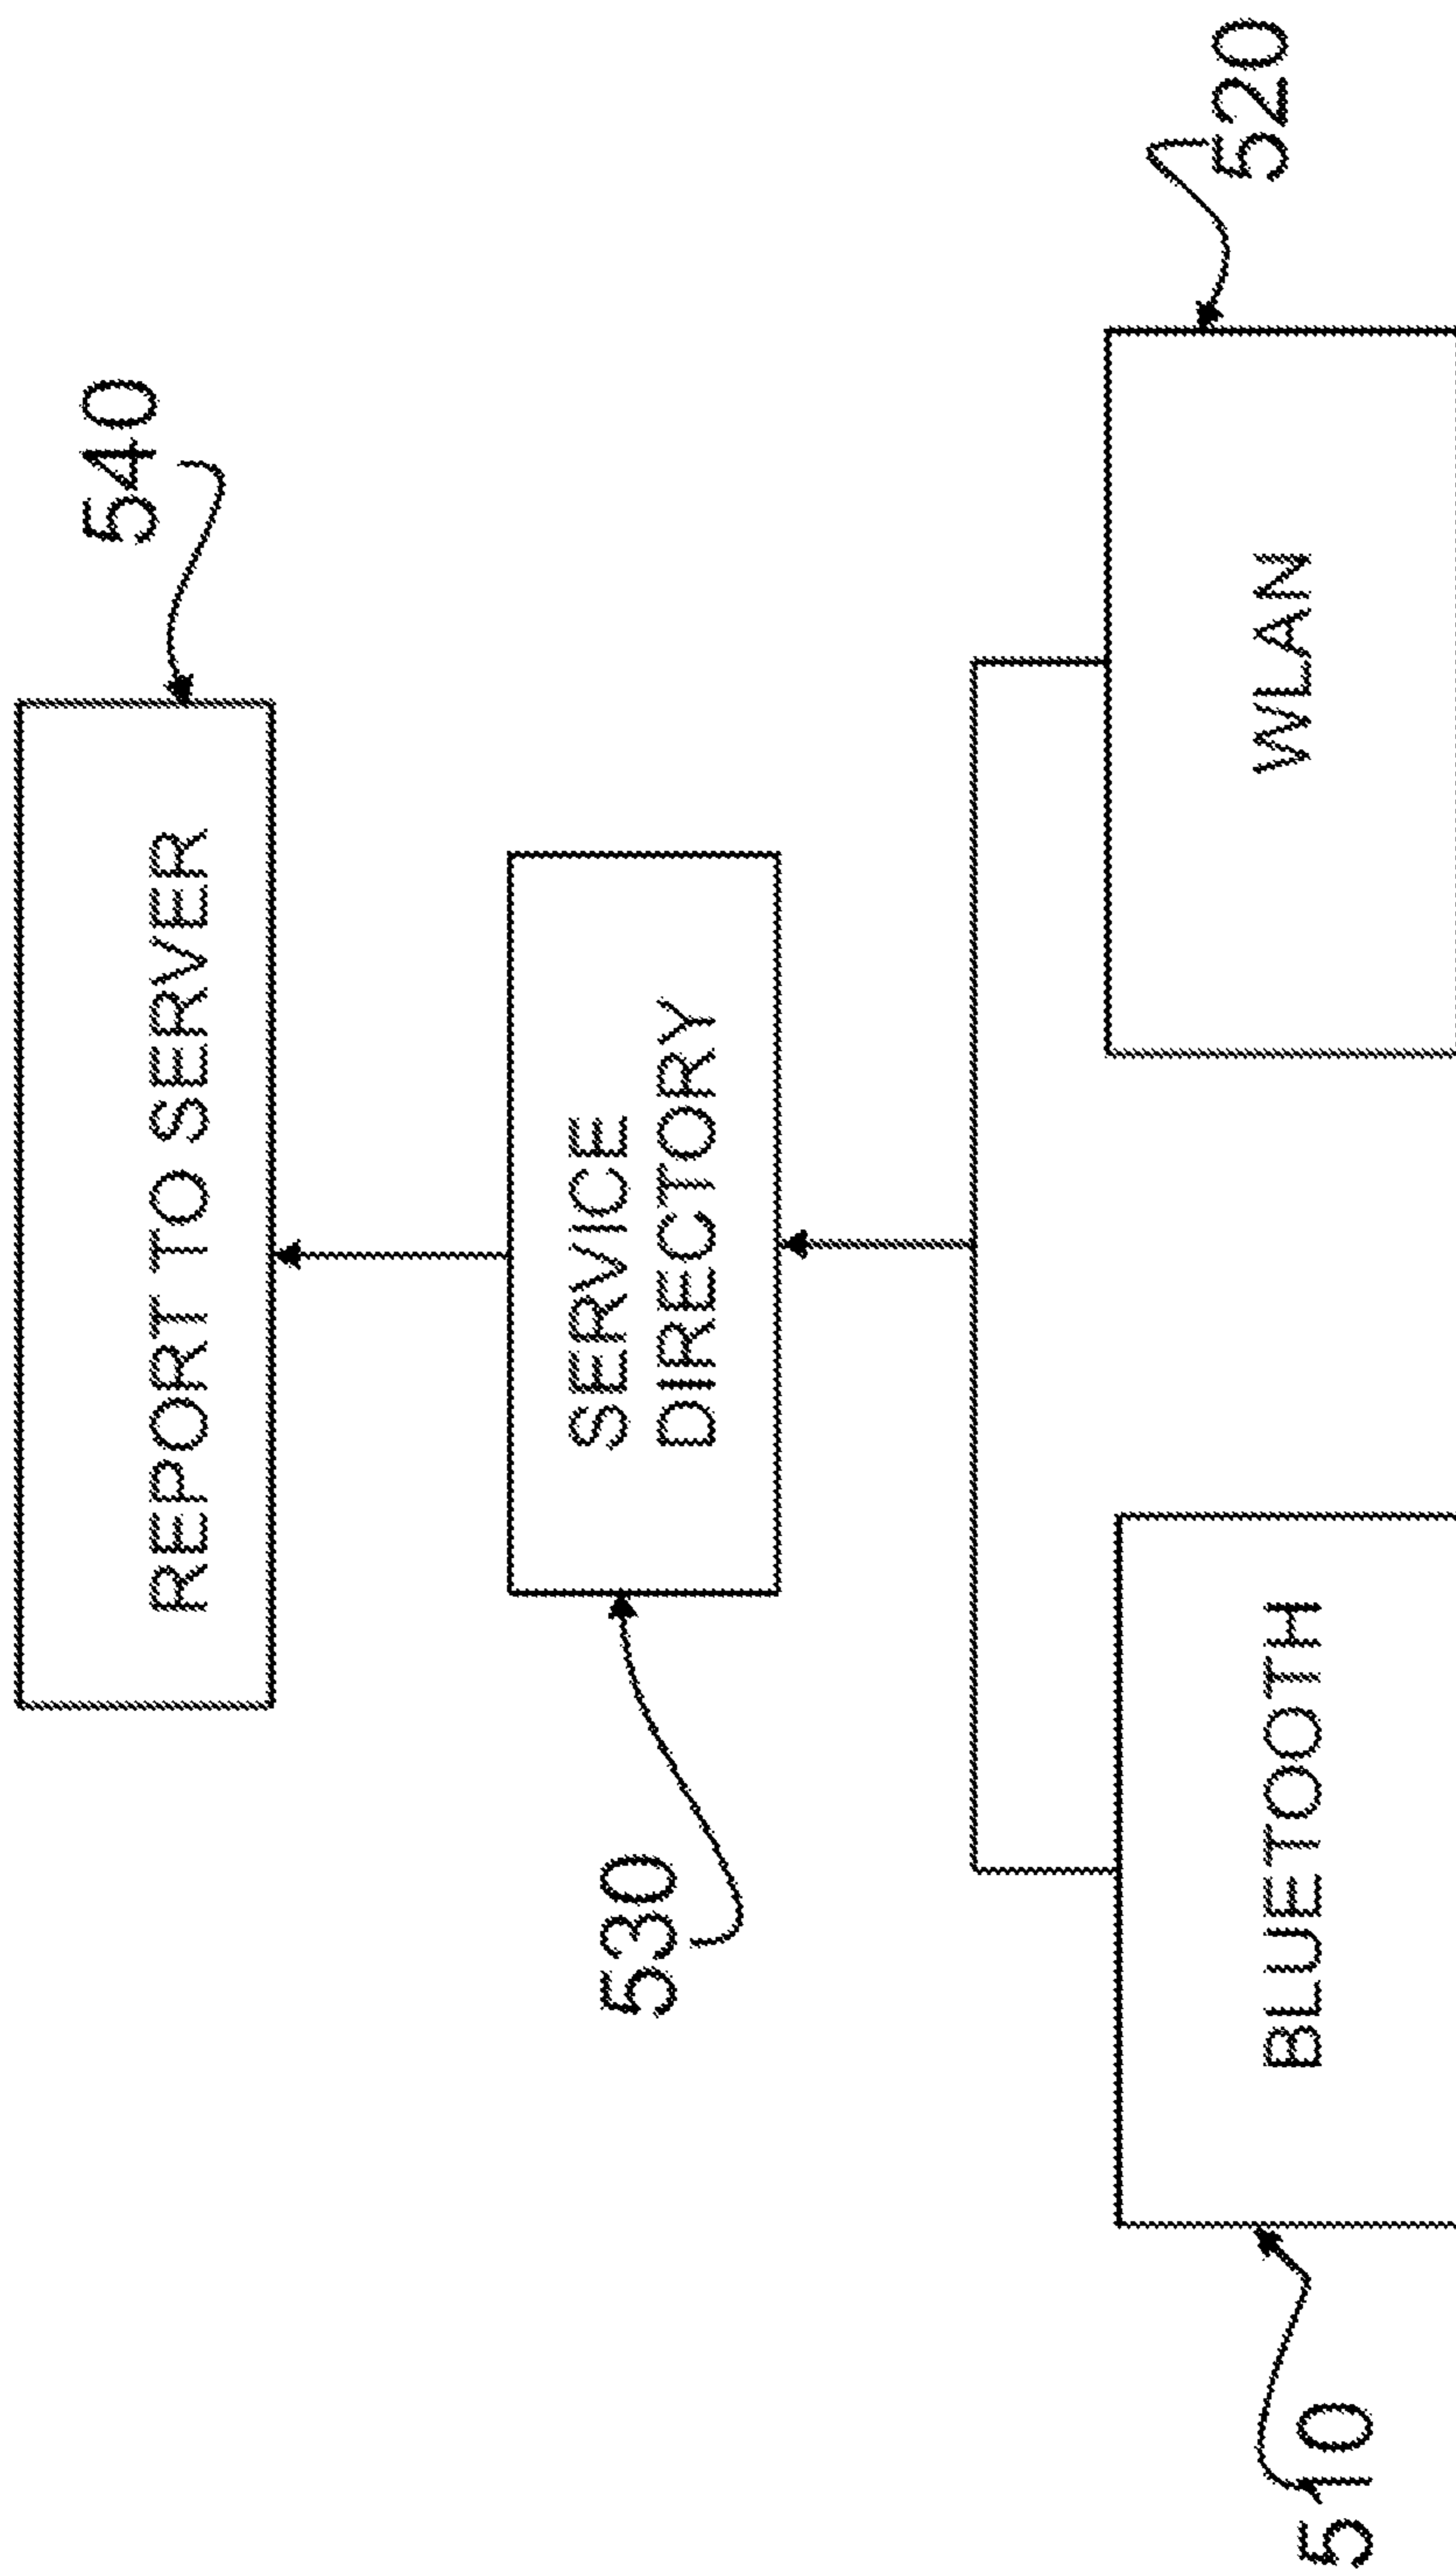 540
REPORT TO SERVER
530
SERVICE
DIRECTORY
510
BLUETOOTH
WLAN
520